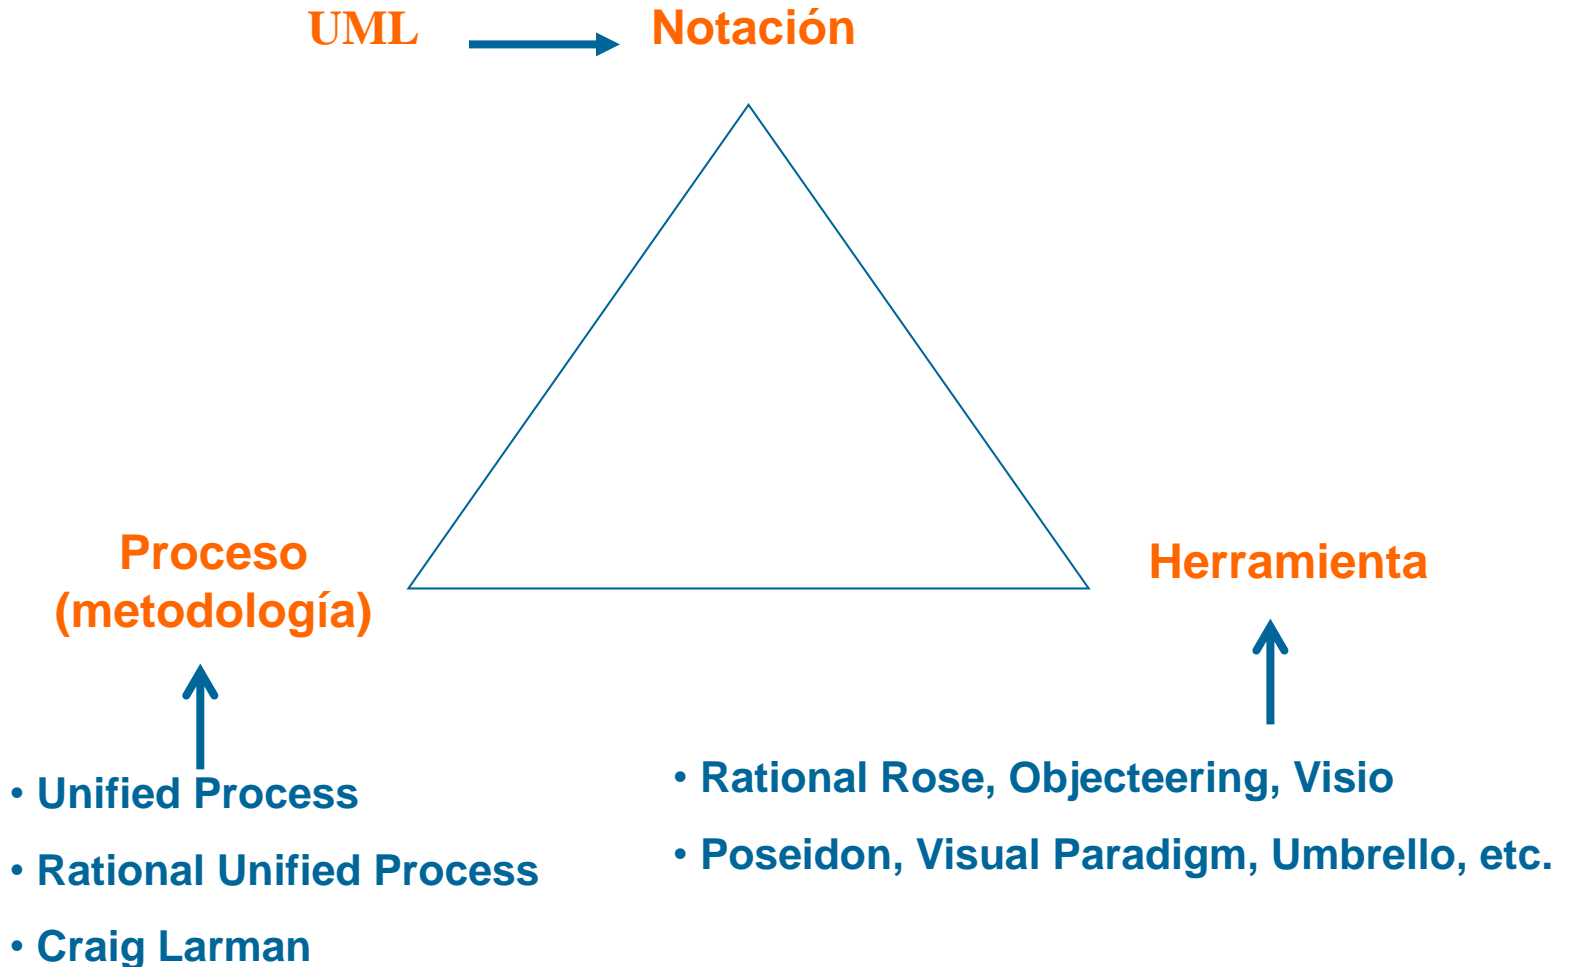 UML
Notación
Proceso
(metodología)
Herramienta
• Unified Process
• Rational Unified Process
• Craig Larman
• Rational Rose, Objecteering, Visio
• Poseidon, Visual Paradigm, Umbrello, etc.